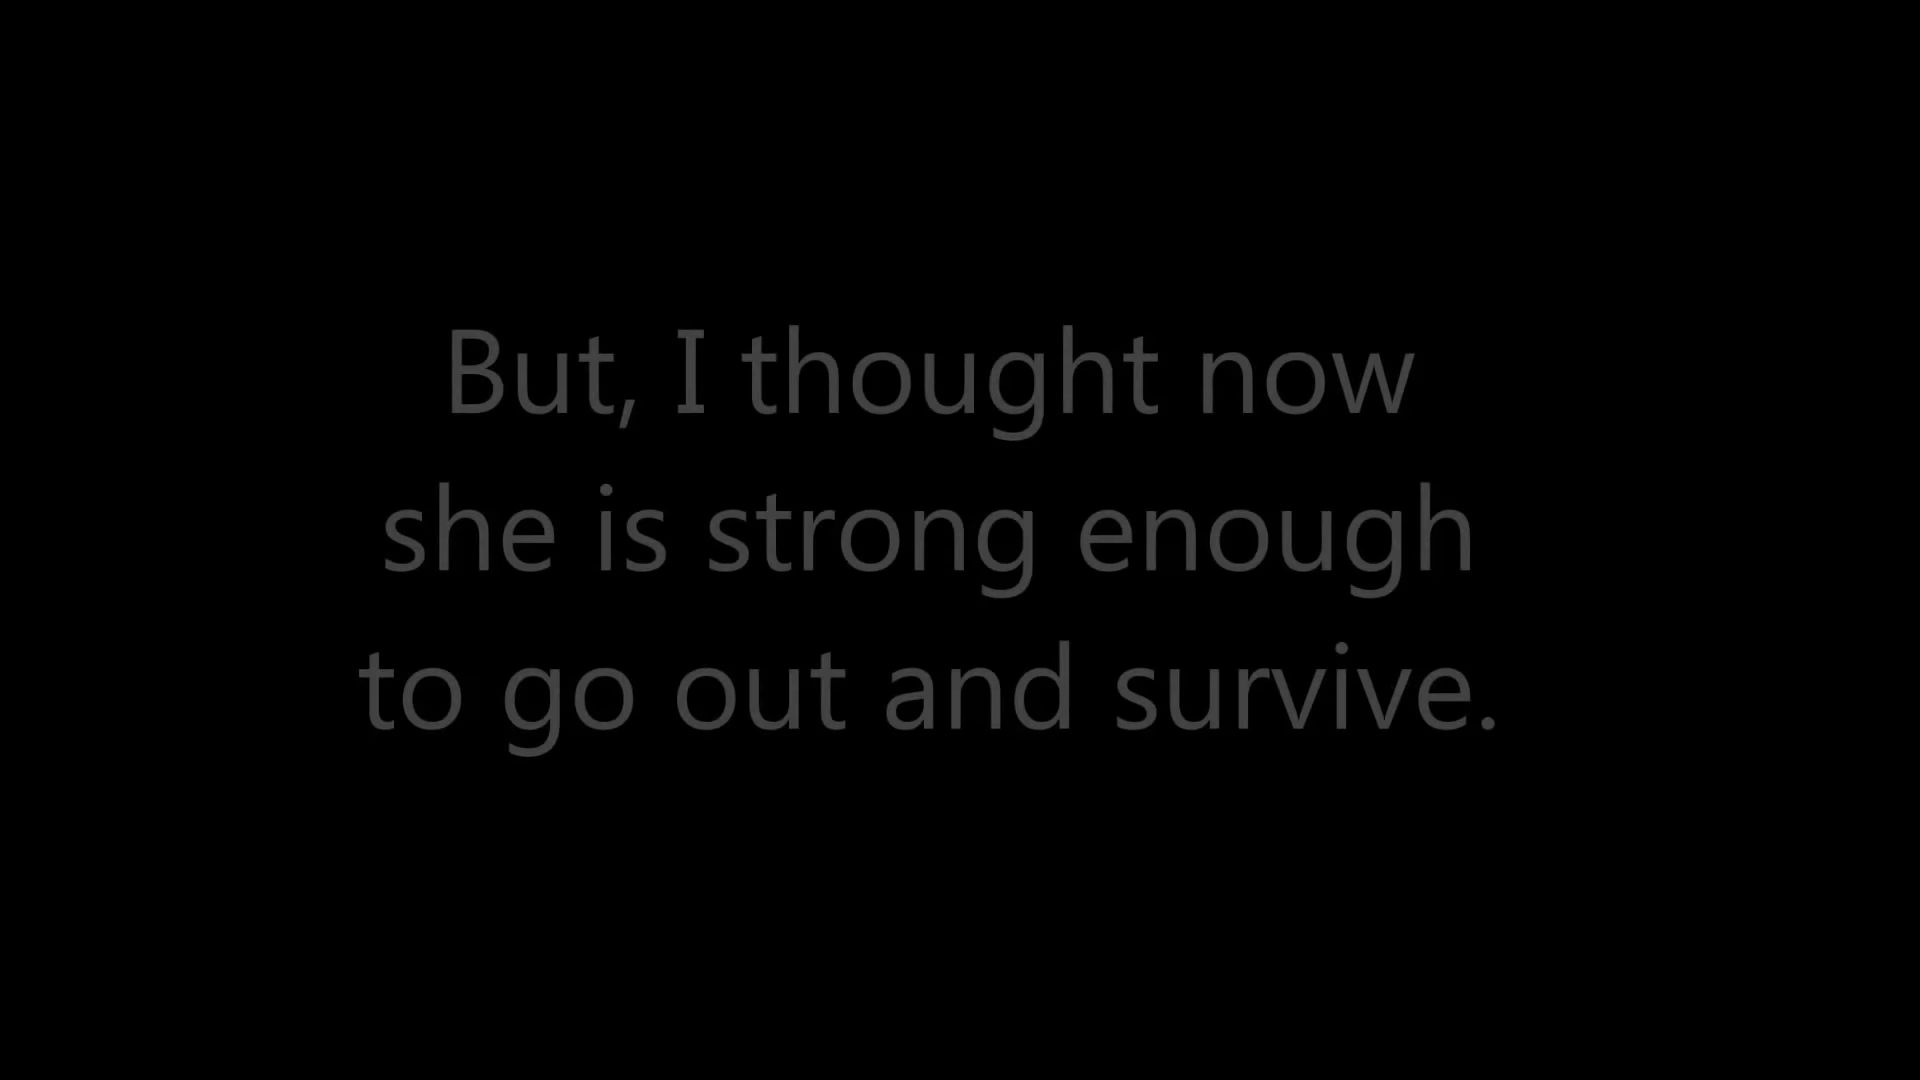 But, I thought now
she is strong enough
to go out and survive.